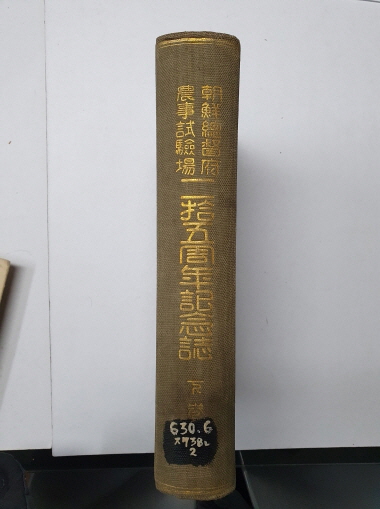 朝鮮總督府
農事試驗場
二拾五周年記念誌
下卷
630.6
ㅈ738ㄴ
2